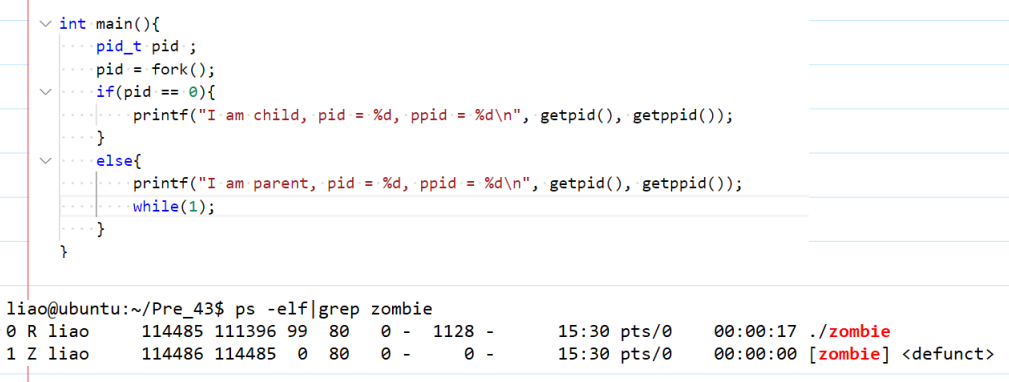 int main(){
pid_t pid ;
pid = fork();
if(pid == 0){
printf("I am child, pid = %d, ppid = %d\n", getpid(), getppid());
}
else{
printf("I am parent, pid = %d, ppid = %d\n", getpid(), getppid());
while(1);
}
}
liao@ubuntu:~/Pre_43$ ps -elf|grep zombie
0 R liao 114485 111396 99 80 0 - 1128 - 15:30 pts/0 00:00:17 ./zombie
1 Z liao 114486 114485 0 80 0 - 0 - 15:30 pts/0 00:00:00 [zombie] <defunct>